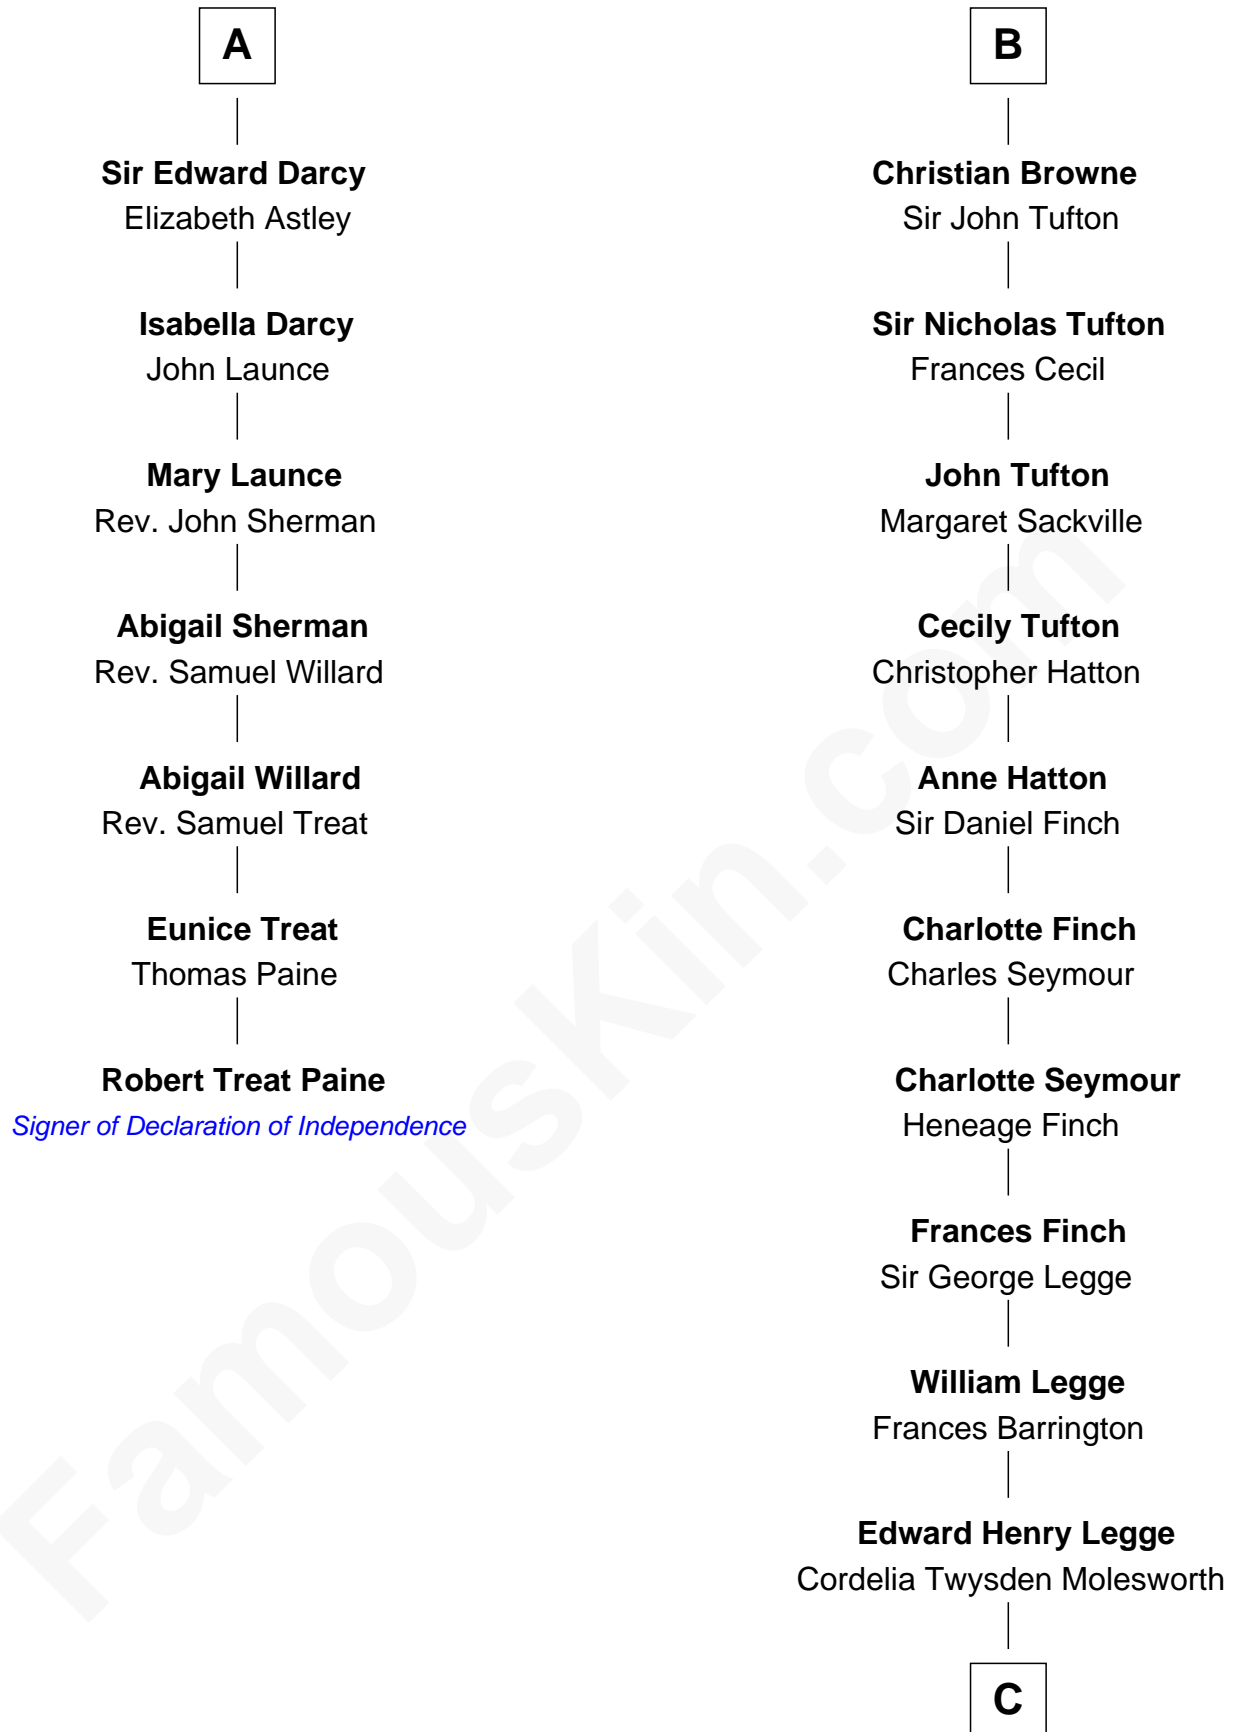 A
Sir Edward Darcy
Elizabeth Astley
Isabella Darcy
John Launce
Mary Launce
Rev. John Sherman
Abigail Sherman
Rev. Samuel Willard
Abigail Willard
Rev. Samuel Treat
Eunice Treat
Thomas Paine
Robert Treat Paine
Signer of Declaration of Independence
B
Christian Browne
Sir John Tufton
Sir Nicholas Tufton
Frances Cecil
John Tufton
Margaret Sackville
Cecily Tufton
Christopher Hatton
Anne Hatton
Sir Daniel Finch
Charlotte Finch
Charles Seymour
Charlotte Seymour
Heneage Finch
Frances Finch
Sir George Legge
William Legge
Frances Barrington
Edward Henry Legge
Cordelia Twysden Molesworth
C
FamousKin.com